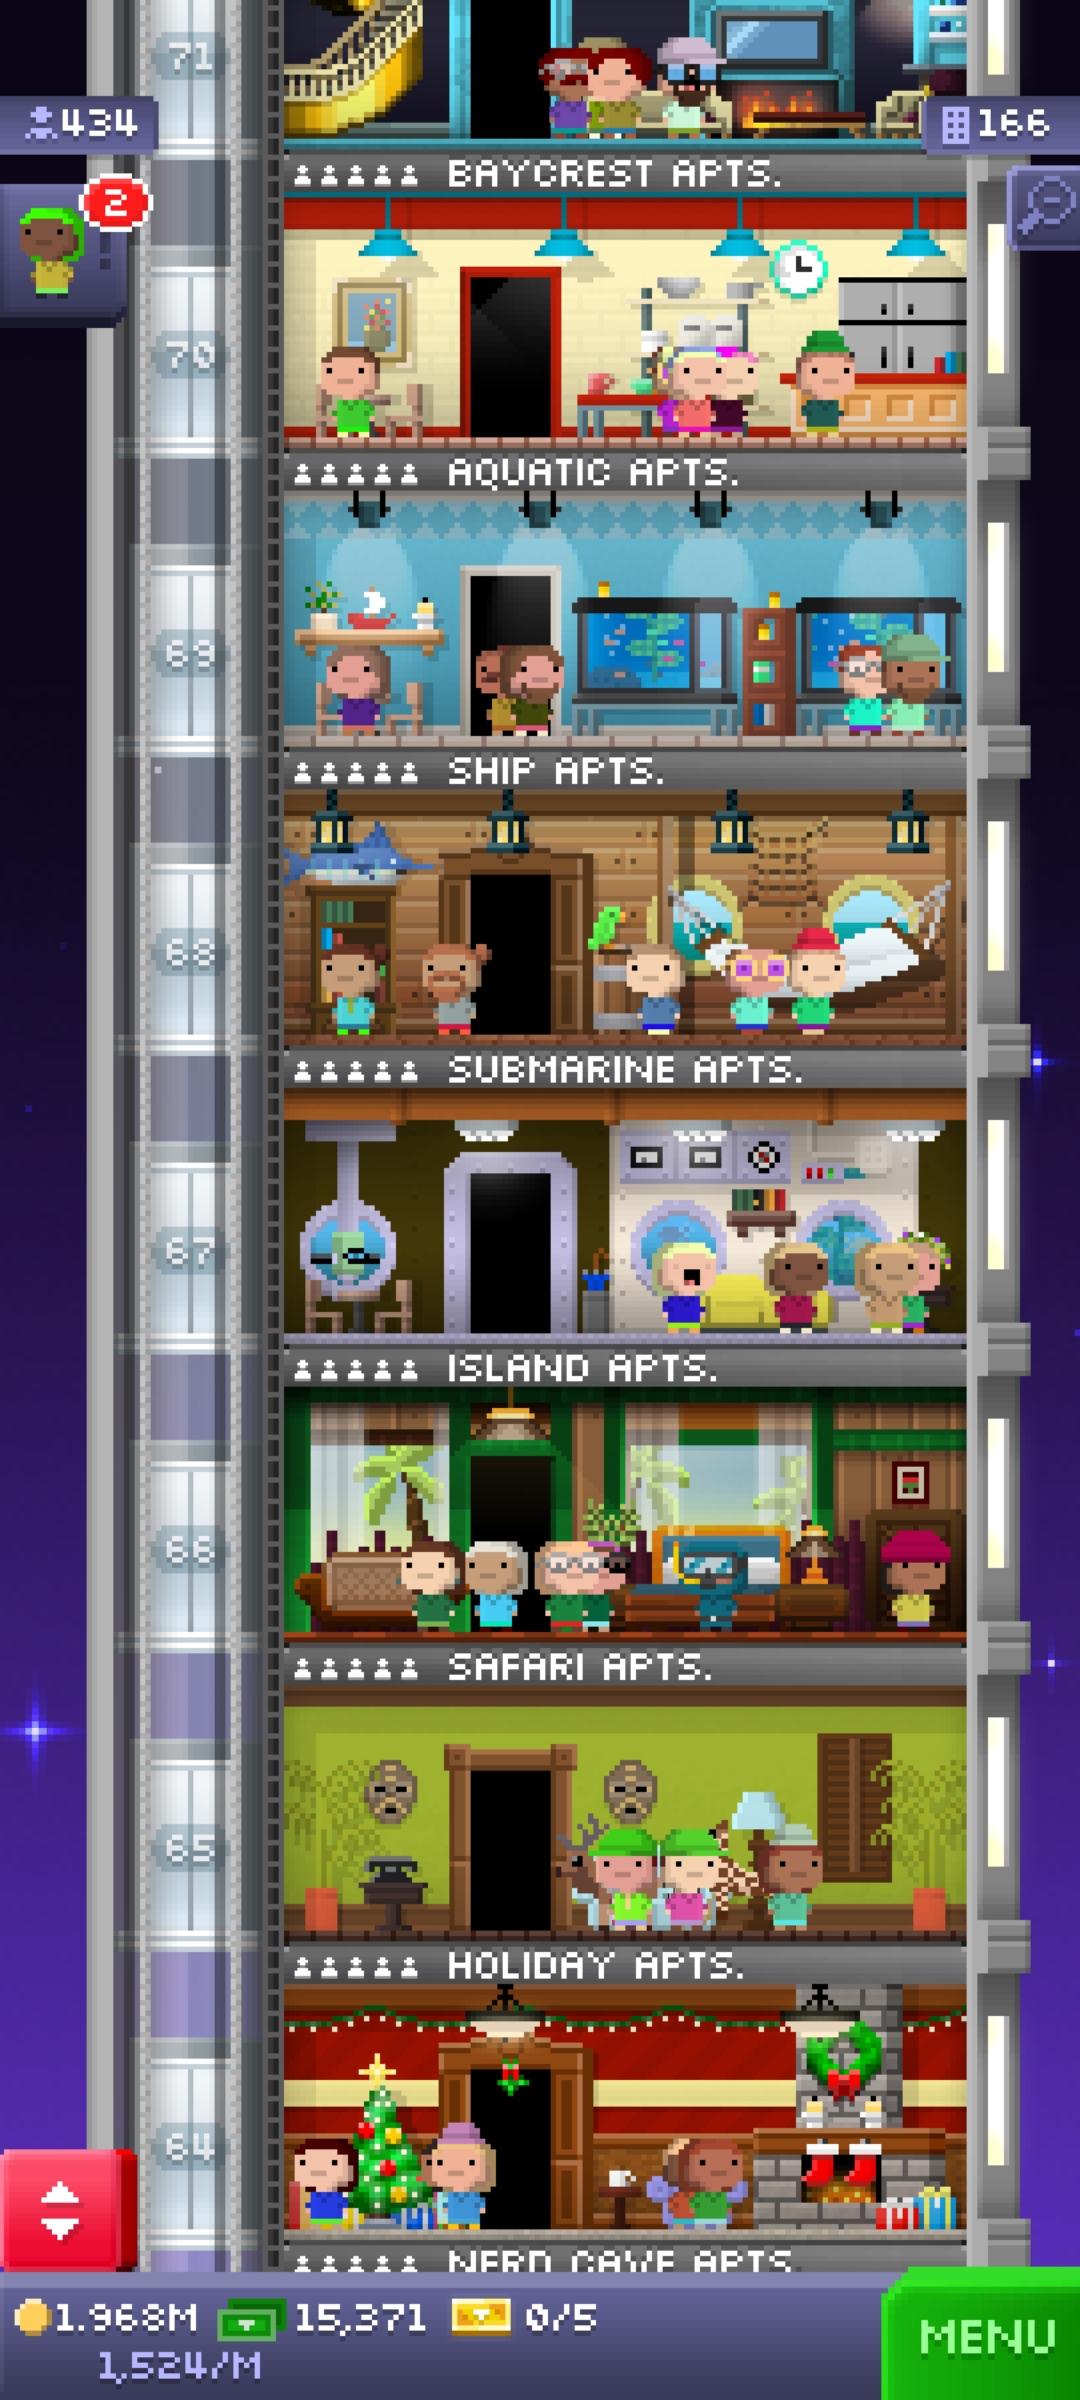 71
434
166
BAYCREST APTS.
2
70
AQUATIC APTS.
69
SHIP APTS.
68
SUBMARINE APTS.
67
ISLAND APTS.
66
SAFARI APTS.
65
HOLIDAY APTS.
64
NERD CAVE APTS.
1.968M 15,371 0/5
1,524/M
MENU